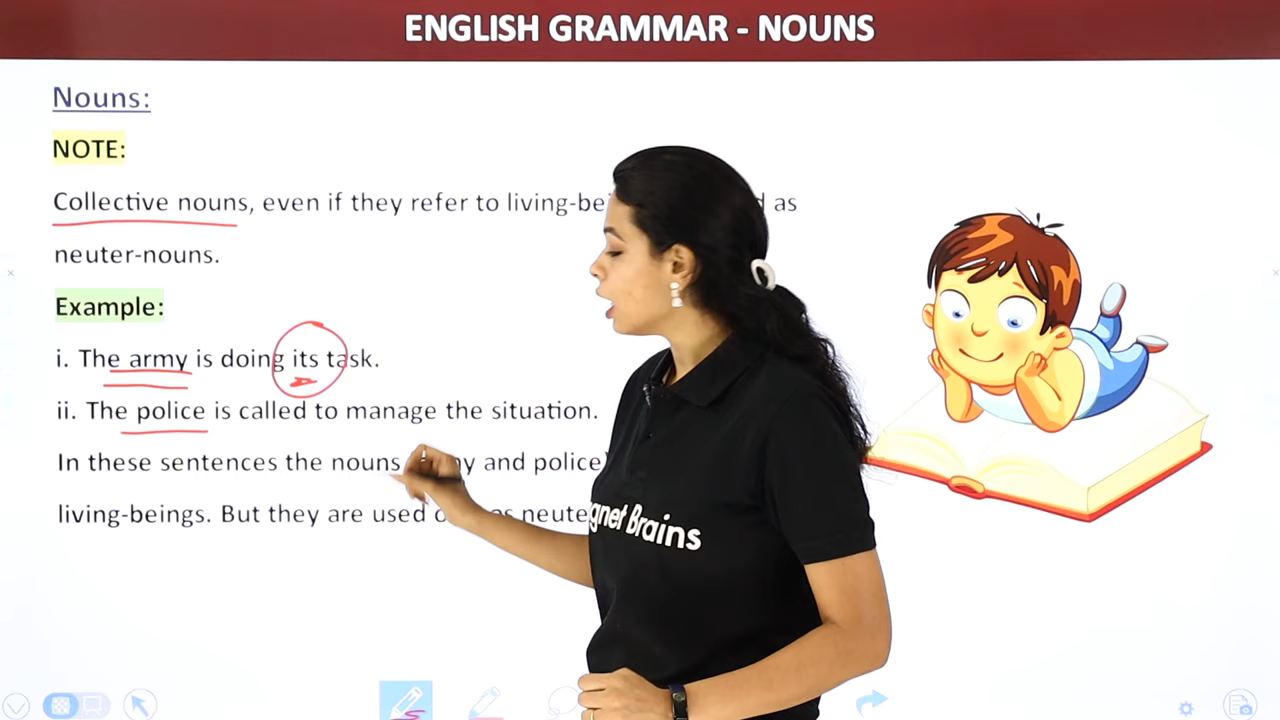 ENGLISH GRAMMAR - NOUNS
Nouns:
NOTE:
Collective nouns, even if they refer to living-be as
neuter-nouns.
Example:
i. The army is doing its task.
ii. The police is called to manage the situation.
In these sentences the nouns and police
living-beings. But they are used as neute
gnet Brains